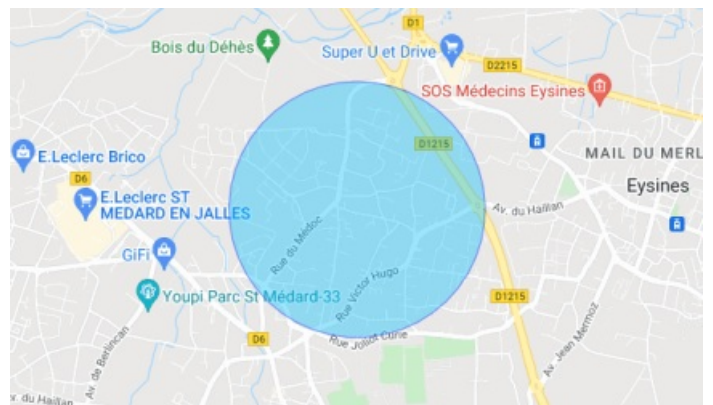 D1
Bois du Déhès
Super U et Drive
D2215
SOS Médecins Eysines
D1215
E.Leclerc Brico
MAIL DU MERL
D6
Eysines
E.Leclerc ST
MEDARD EN JALLES
Av. du Haillan
Rue du Médoc
GiFi
Rue Victor Hugo
Youpi Parc St Médard-33
D1215
D6
Rue Joliot Curie
Av. Jean Mermoz
Av. de Berlincan
v. du Haillan